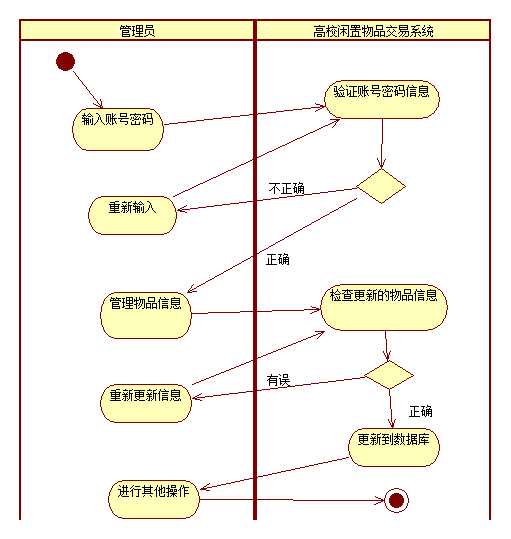 管理员
高校闲置物品交易系统
验证账号密码信息
输入账号密码
不正确
重新输入
正确
管理物品信息
检查更新的物品信息
有误
重新更新信息
正确
更新到数据库
进行其他操作